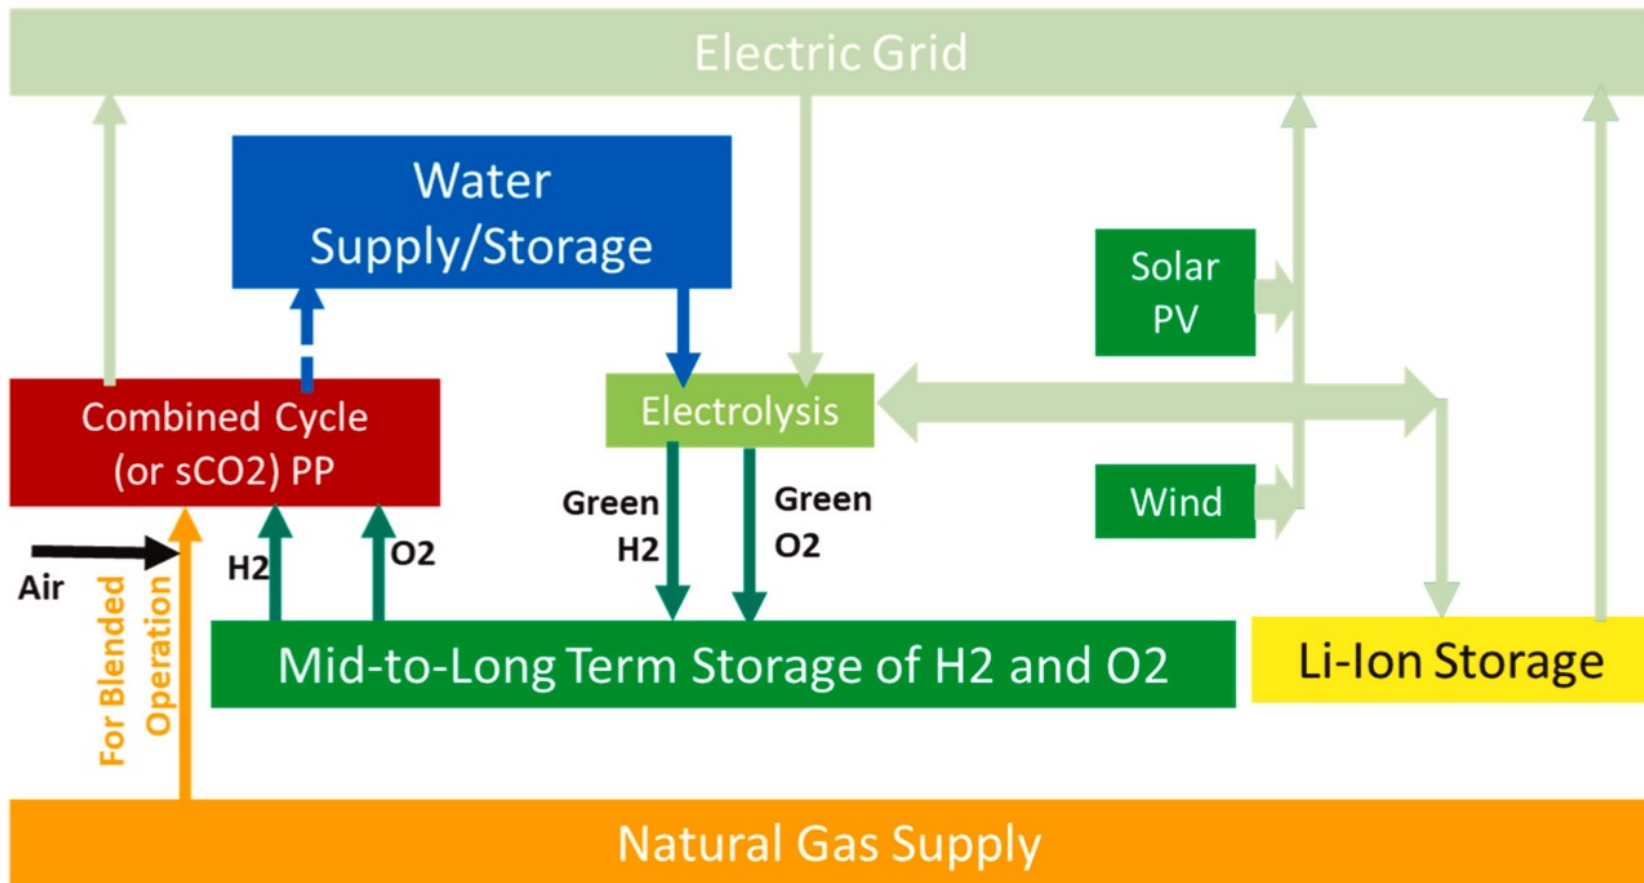 Electric Grid
Water
Supply/Storage
Solar
PV
Combined Cycle
(or sCO2) PP
Electrolysis
Wind
Green
H2
Green
O2
Air
H2
O2
For Blended
Operation
Mid-to-Long Term Storage of H2 and O2
Li-Ion Storage
Natural Gas Supply